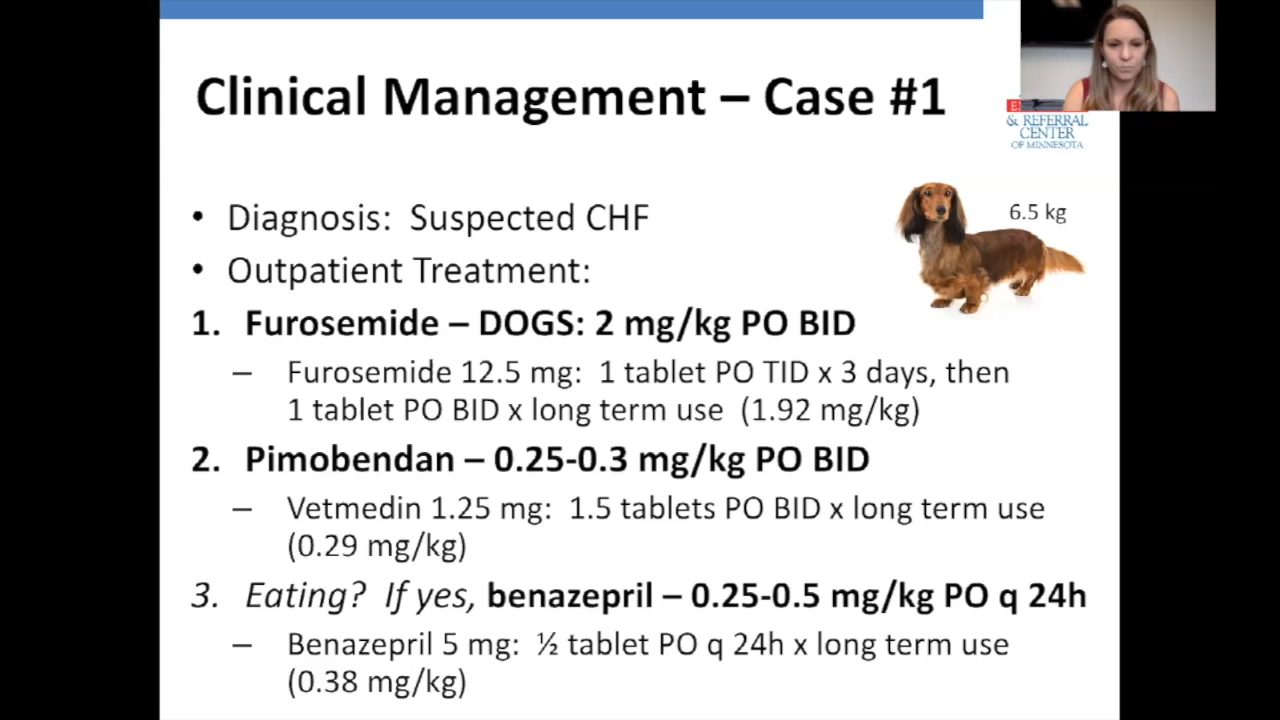 Clinical Management – Case #1
& REFERRAL
CENTER
OF MINNESOTA
6.5 kg
• Diagnosis: Suspected CHF
• Outpatient Treatment:
1. Furosemide – DOGS: 2 mg/kg PO BID
– Furosemide 12.5 mg: 1 tablet PO TID x 3 days, then
1 tablet PO BID x long term use (1.92 mg/kg)
2. Pimobendan – 0.25-0.3 mg/kg PO BID
– Vetmedin 1.25 mg: 1.5 tablets PO BID x long term use
(0.29 mg/kg)
3. Eating? If yes, benazepril – 0.25-0.5 mg/kg PO q 24h
– Benazepril 5 mg: ½ tablet PO q 24h x long term use
(0.38 mg/kg)